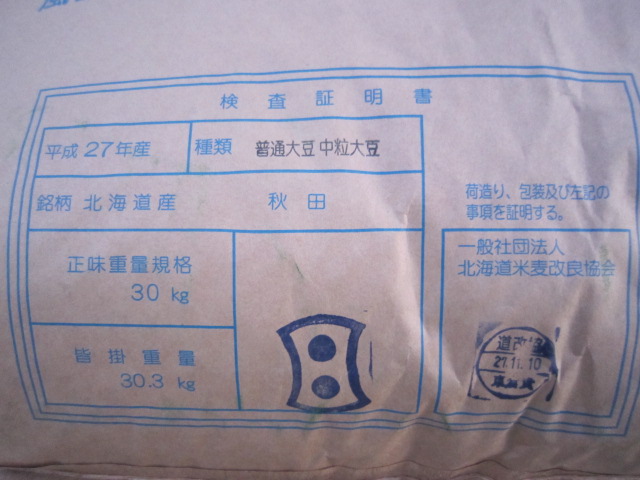 検査証明書
平成 27年産
種類 普通大豆 中粒大豆
銘柄 北海道産 秋田
正味重量規格
30 kg
皆掛重量
30.3 kg
荷造り、包装及び左記の
事項を証明する。
一般社団法人
北海道米麦改良協会
27.11.10